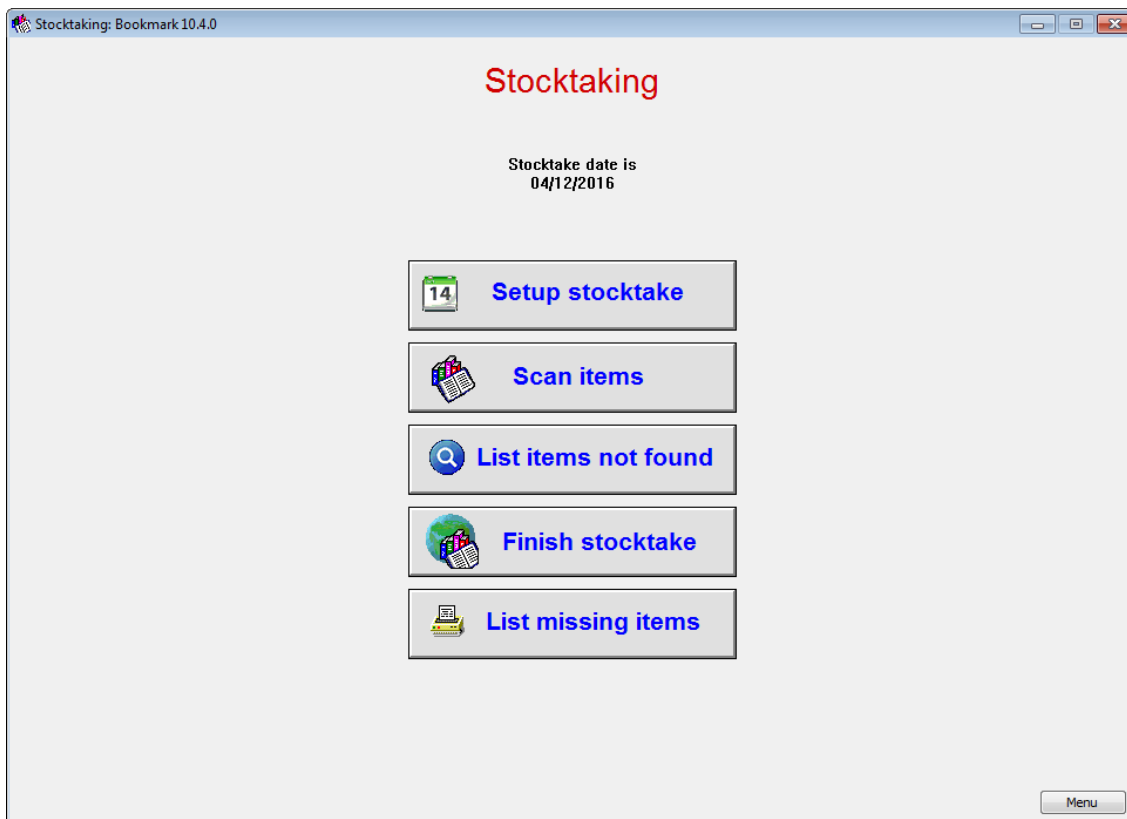 Stocktaking: Bookmark 10.4.0
Stocktaking
Stocktake date is
04/12/2016
14
Setup stocktake
Scan items
List items not found
Finish stocktake
List missing items
Menu